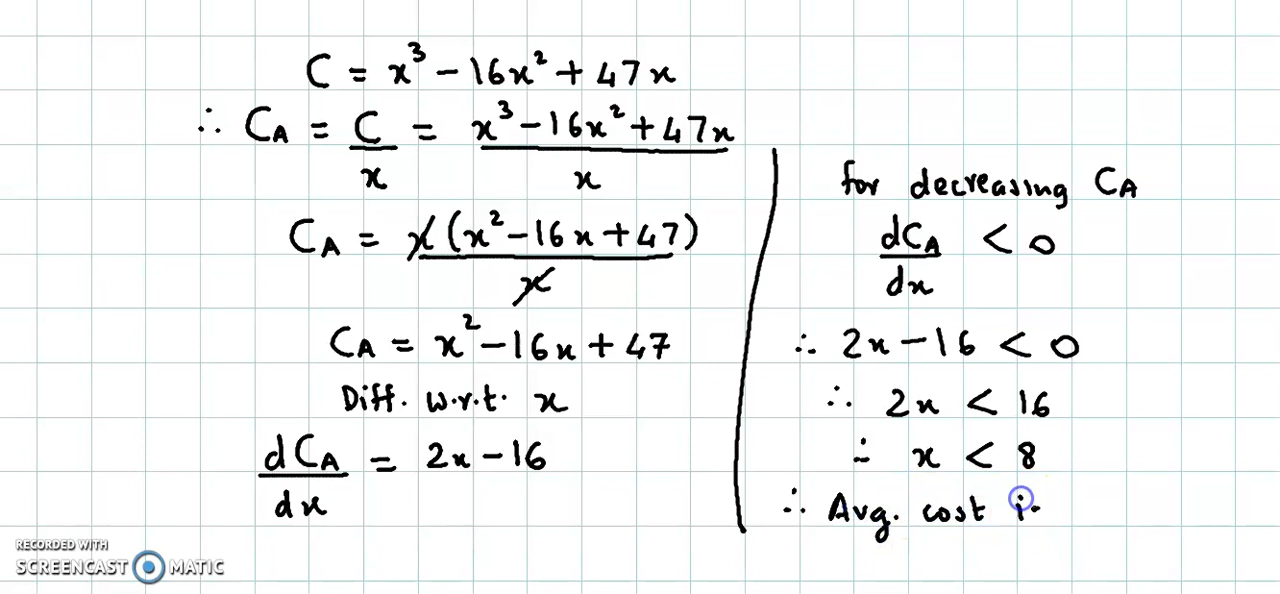 C = x³ - 16x² + 47x
∴ C_A = C/x = (x³ - 16x² + 47x)/x
C_A = x(x² - 16x + 47)/x
C_A = x² - 16x + 47
Diff. w.r.t. x
dC_A/dx = 2x - 16
for decreasing C_A
dC_A/dx < 0
∴ 2x - 16 < 0
∴ 2x < 16
∴ x < 8
∴ Avg. cost i
RECORDED WITH
SCREENCAST MATIC